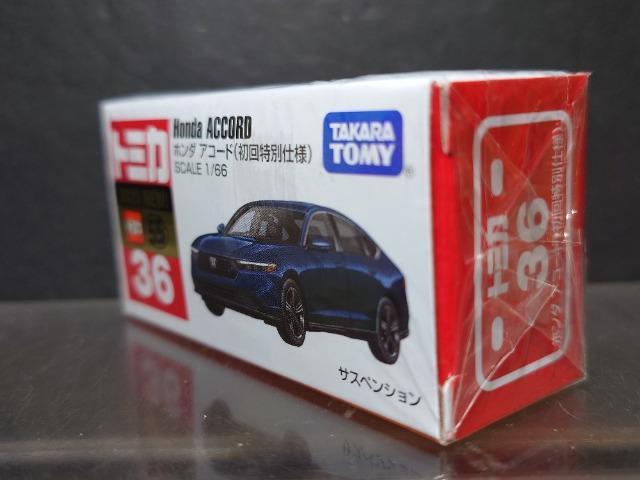 トミカ
36
Honda ACCORD
ホンダ アコード(初回特別仕様)
SCALE 1/66
TAKARA
TOMY
サスペンション
トミカ
36